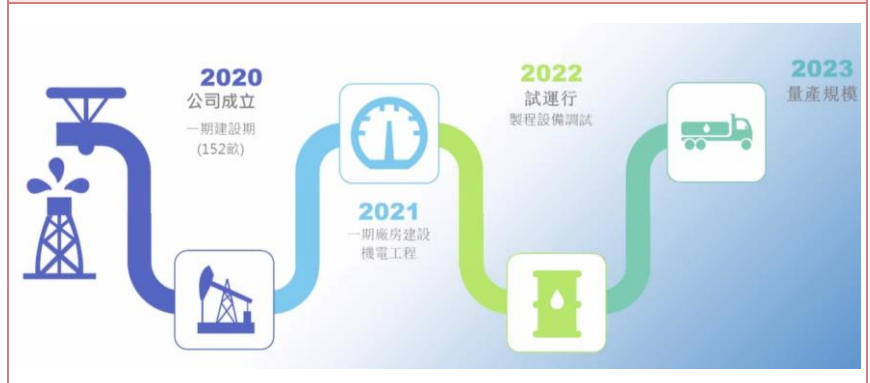 2020
公司成立
一期建設期
(152畝)
2021
一期廠房建設
機電工程
2022
試運行
製程設備調試
2023
量產規模